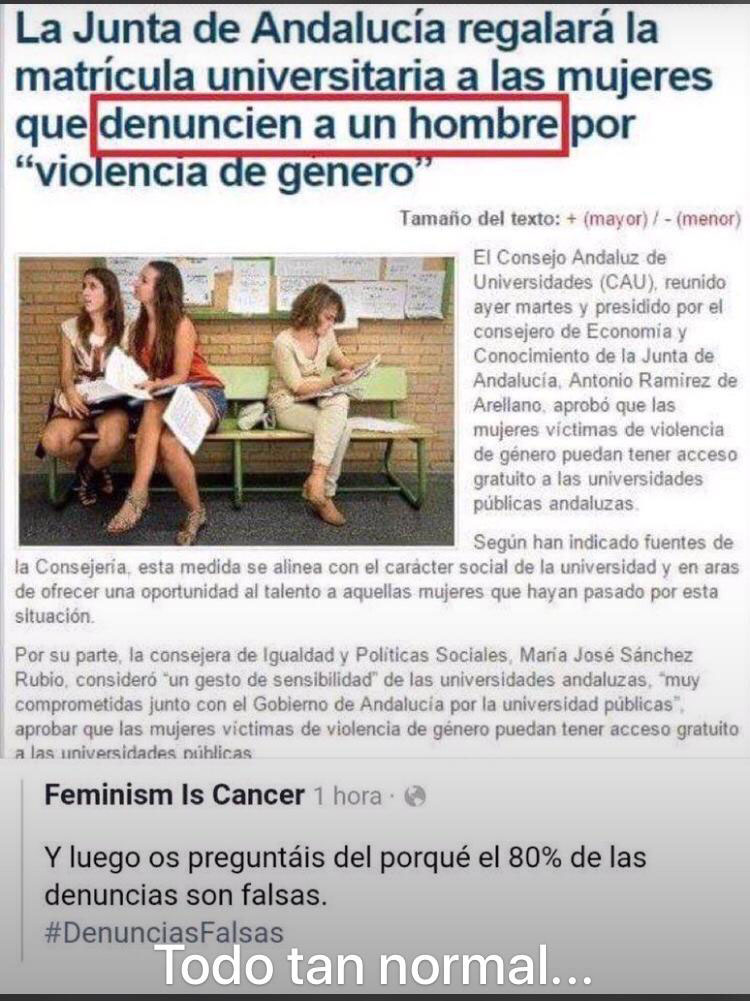 La Junta de Andalucía regalará la
matrícula universitaria a las mujeres
que denuncien a un hombre por
“violencia de género”
Tamaño del texto: + (mayor) / - (menor)
El Consejo Andaluz de
Universidades (CAU), reunido
ayer martes y presidido por el
consejero de Economía y
Conocimiento de la Junta de
Andalucía, Antonio Ramírez de
Arellano, aprobó que las
mujeres víctimas de violencia
de género puedan tener acceso
gratuito a las universidades
públicas andaluzas.
Según han indicado fuentes de
la Consejería, esta medida se alinea con el carácter social de la universidad y en aras
de ofrecer una oportunidad al talento a aquellas mujeres que hayan pasado por esta
situación.
Por su parte, la consejera de Igualdad y Políticas Sociales, María José Sánchez
Rubio, consideró “un gesto de sensibilidad” de las universidades andaluzas, “muy
comprometidas junto con el Gobierno de Andalucía por la universidad públicas”,
aprobar que las mujeres víctimas de violencia de género puedan tener acceso gratuito
a las universidades públicas
Feminism Is Cancer 1 hora ·
Y luego os preguntáis del porqué el 80% de las
denuncias son falsas.
#DenunciasFalsas
Todo tan normal...